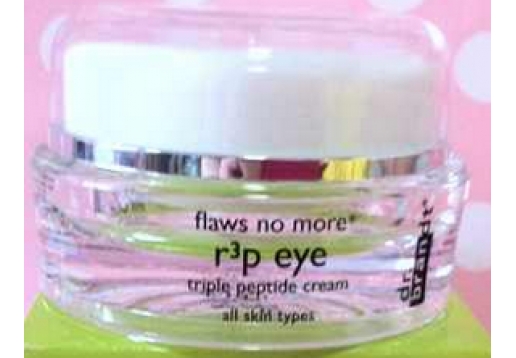 flaws no more®
r³p eye
triple peptide cream
all skin types
dr. brandt®